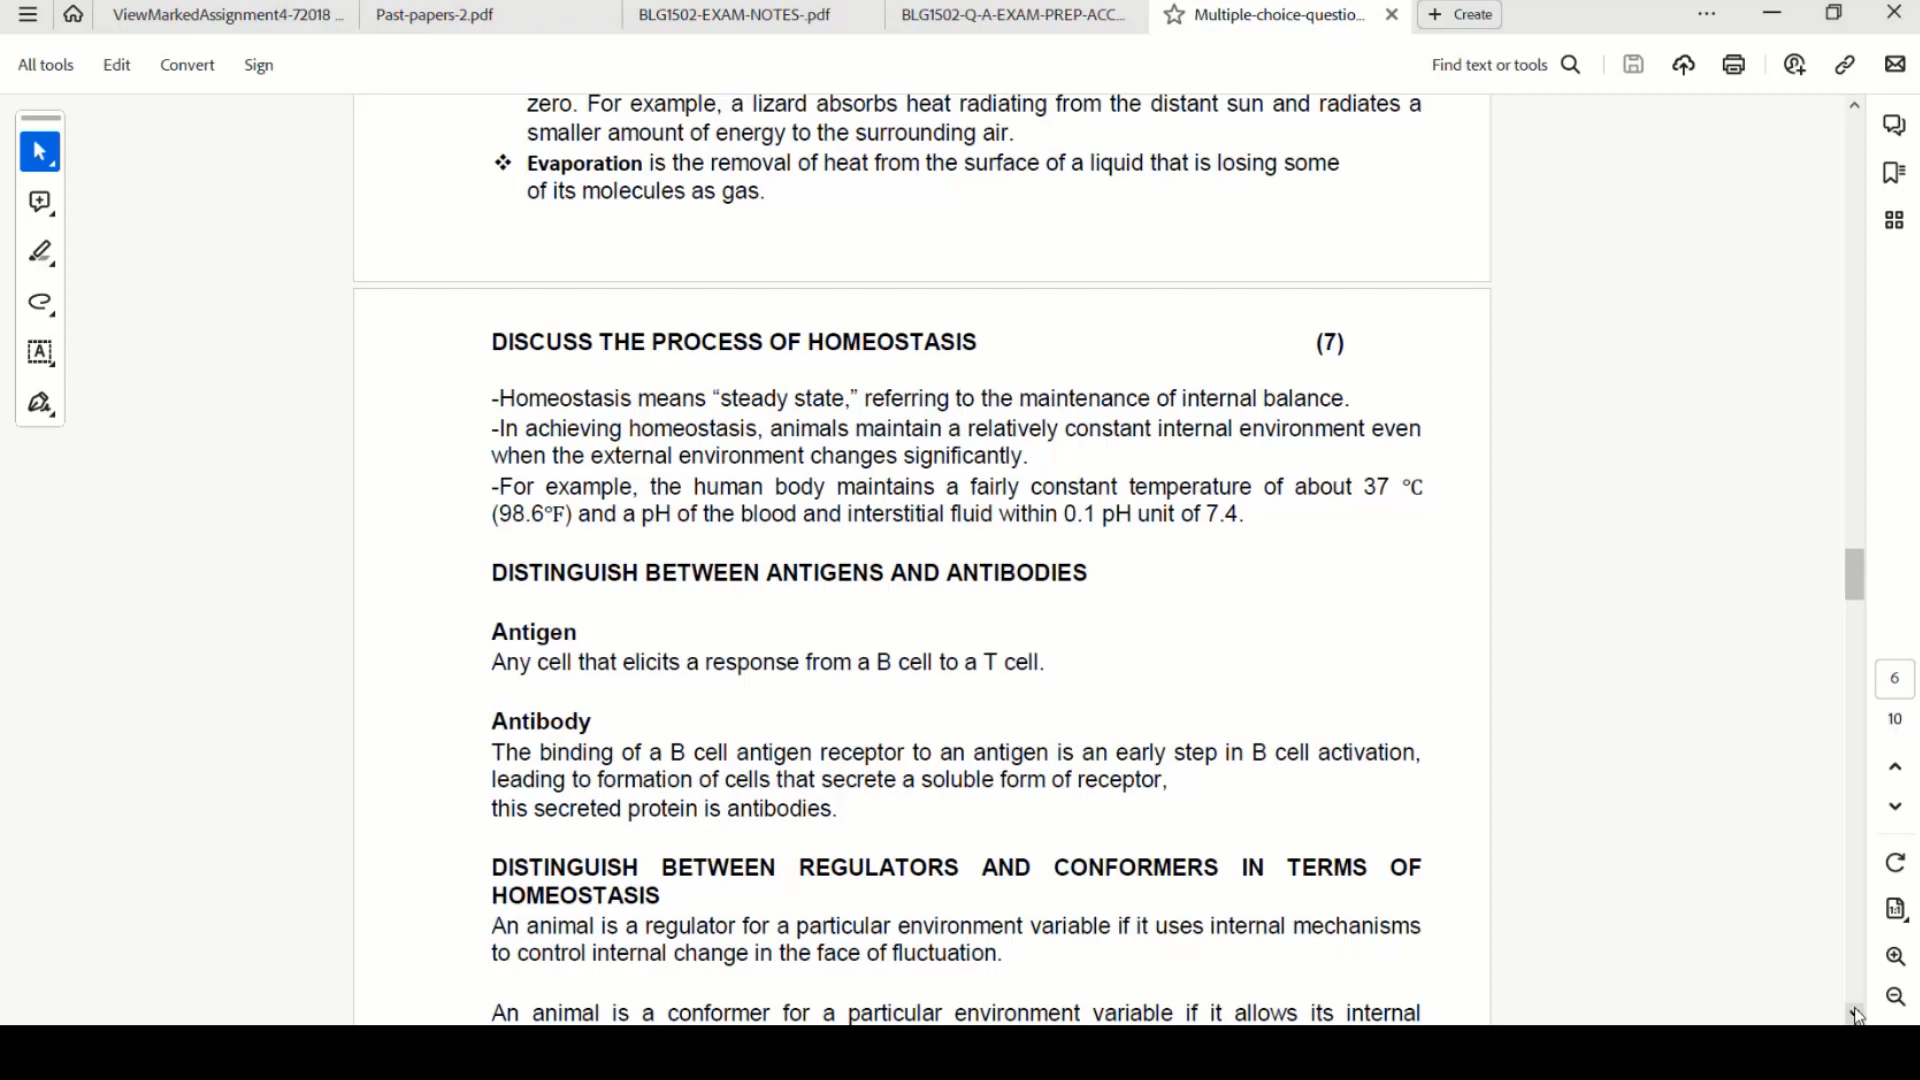 ViewMarkedAssignment4-72018 ...
Past-papers-2.pdf
BLG1502-EXAM-NOTES-.pdf
BLG1502-Q-A-EXAM-PREP-ACC...
Multiple-choice-questio...
Create
All tools
Edit
Convert
Sign
Find text or tools
zero. For example, a lizard absorbs heat radiating from the distant sun and radiates a
smaller amount of energy to the surrounding air.
❖ Evaporation is the removal of heat from the surface of a liquid that is losing some
of its molecules as gas.
DISCUSS THE PROCESS OF HOMEOSTASIS (7)
-Homeostasis means “steady state,” referring to the maintenance of internal balance.
-In achieving homeostasis, animals maintain a relatively constant internal environment even
when the external environment changes significantly.
-For example, the human body maintains a fairly constant temperature of about 37 ℃
(98.6℉) and a pH of the blood and interstitial fluid within 0.1 pH unit of 7.4.
DISTINGUISH BETWEEN ANTIGENS AND ANTIBODIES
Antigen
Any cell that elicits a response from a B cell to a T cell.
Antibody
The binding of a B cell antigen receptor to an antigen is an early step in B cell activation,
leading to formation of cells that secrete a soluble form of receptor,
this secreted protein is antibodies.
DISTINGUISH BETWEEN REGULATORS AND CONFORMERS IN TERMS OF
HOMEOSTASIS
An animal is a regulator for a particular environment variable if it uses internal mechanisms
to control internal change in the face of fluctuation.
An animal is a conformer for a particular environment variable if it allows its internal
6
10